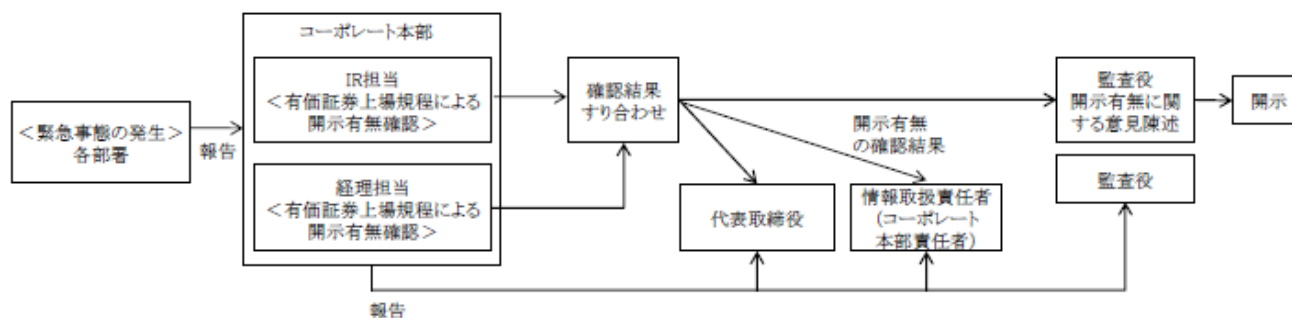 コーポレート本部
IR担当
<有価証券上場規程による
開示有無確認>
<緊急事態の発生>
各部署
報告
経理担当
<有価証券上場規程による
開示有無確認>
確認結果
すり合わせ
開示有無
の確認結果
代表取締役
情報取扱責任者
(コーポレート
本部責任者)
監査役
開示有無に関
する意見陳述
開示
監査役
報告